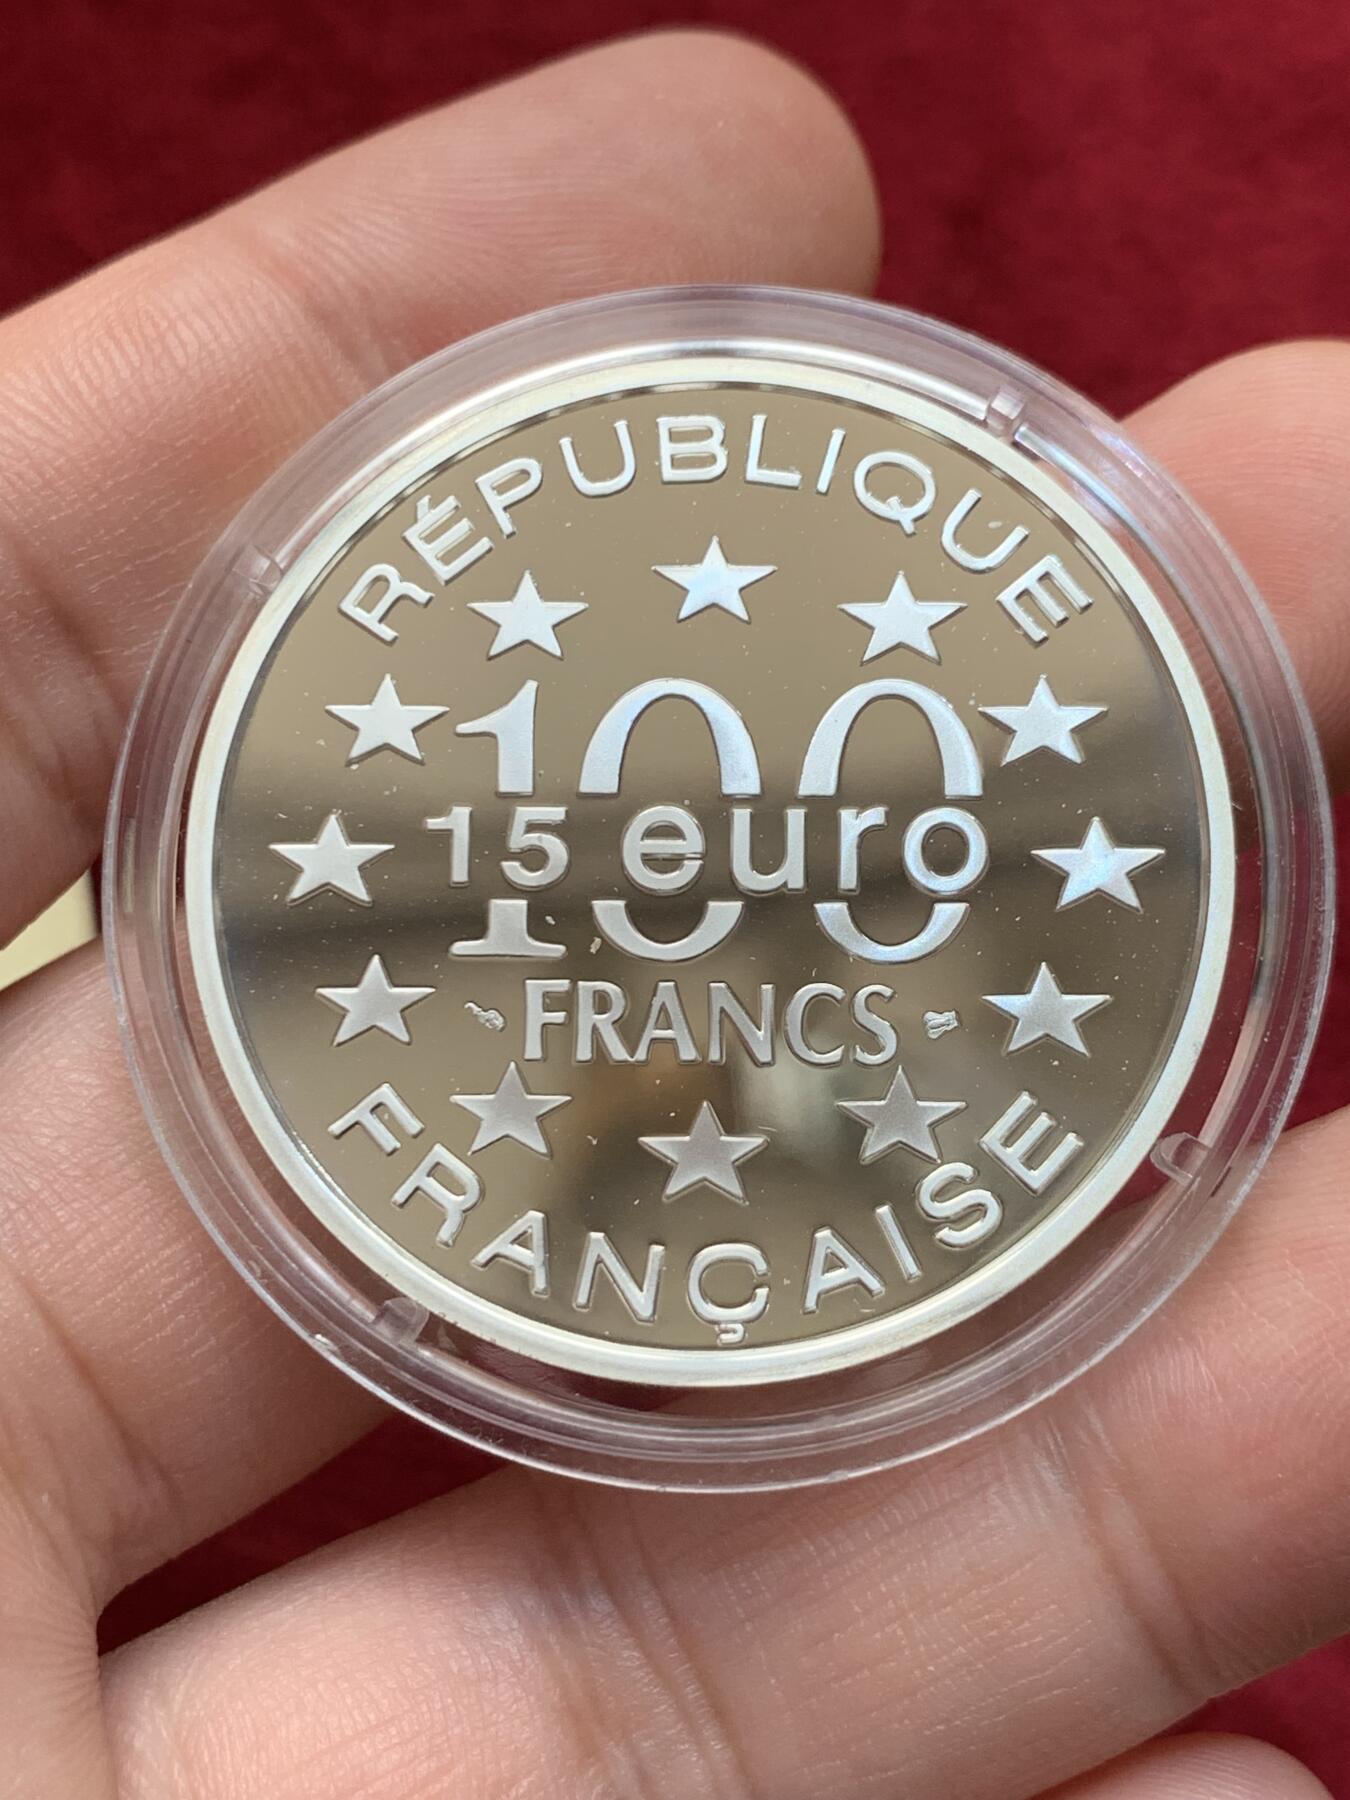 RÉPUBLIQUE
100
15 euro
FRANCS
FRANÇAISE